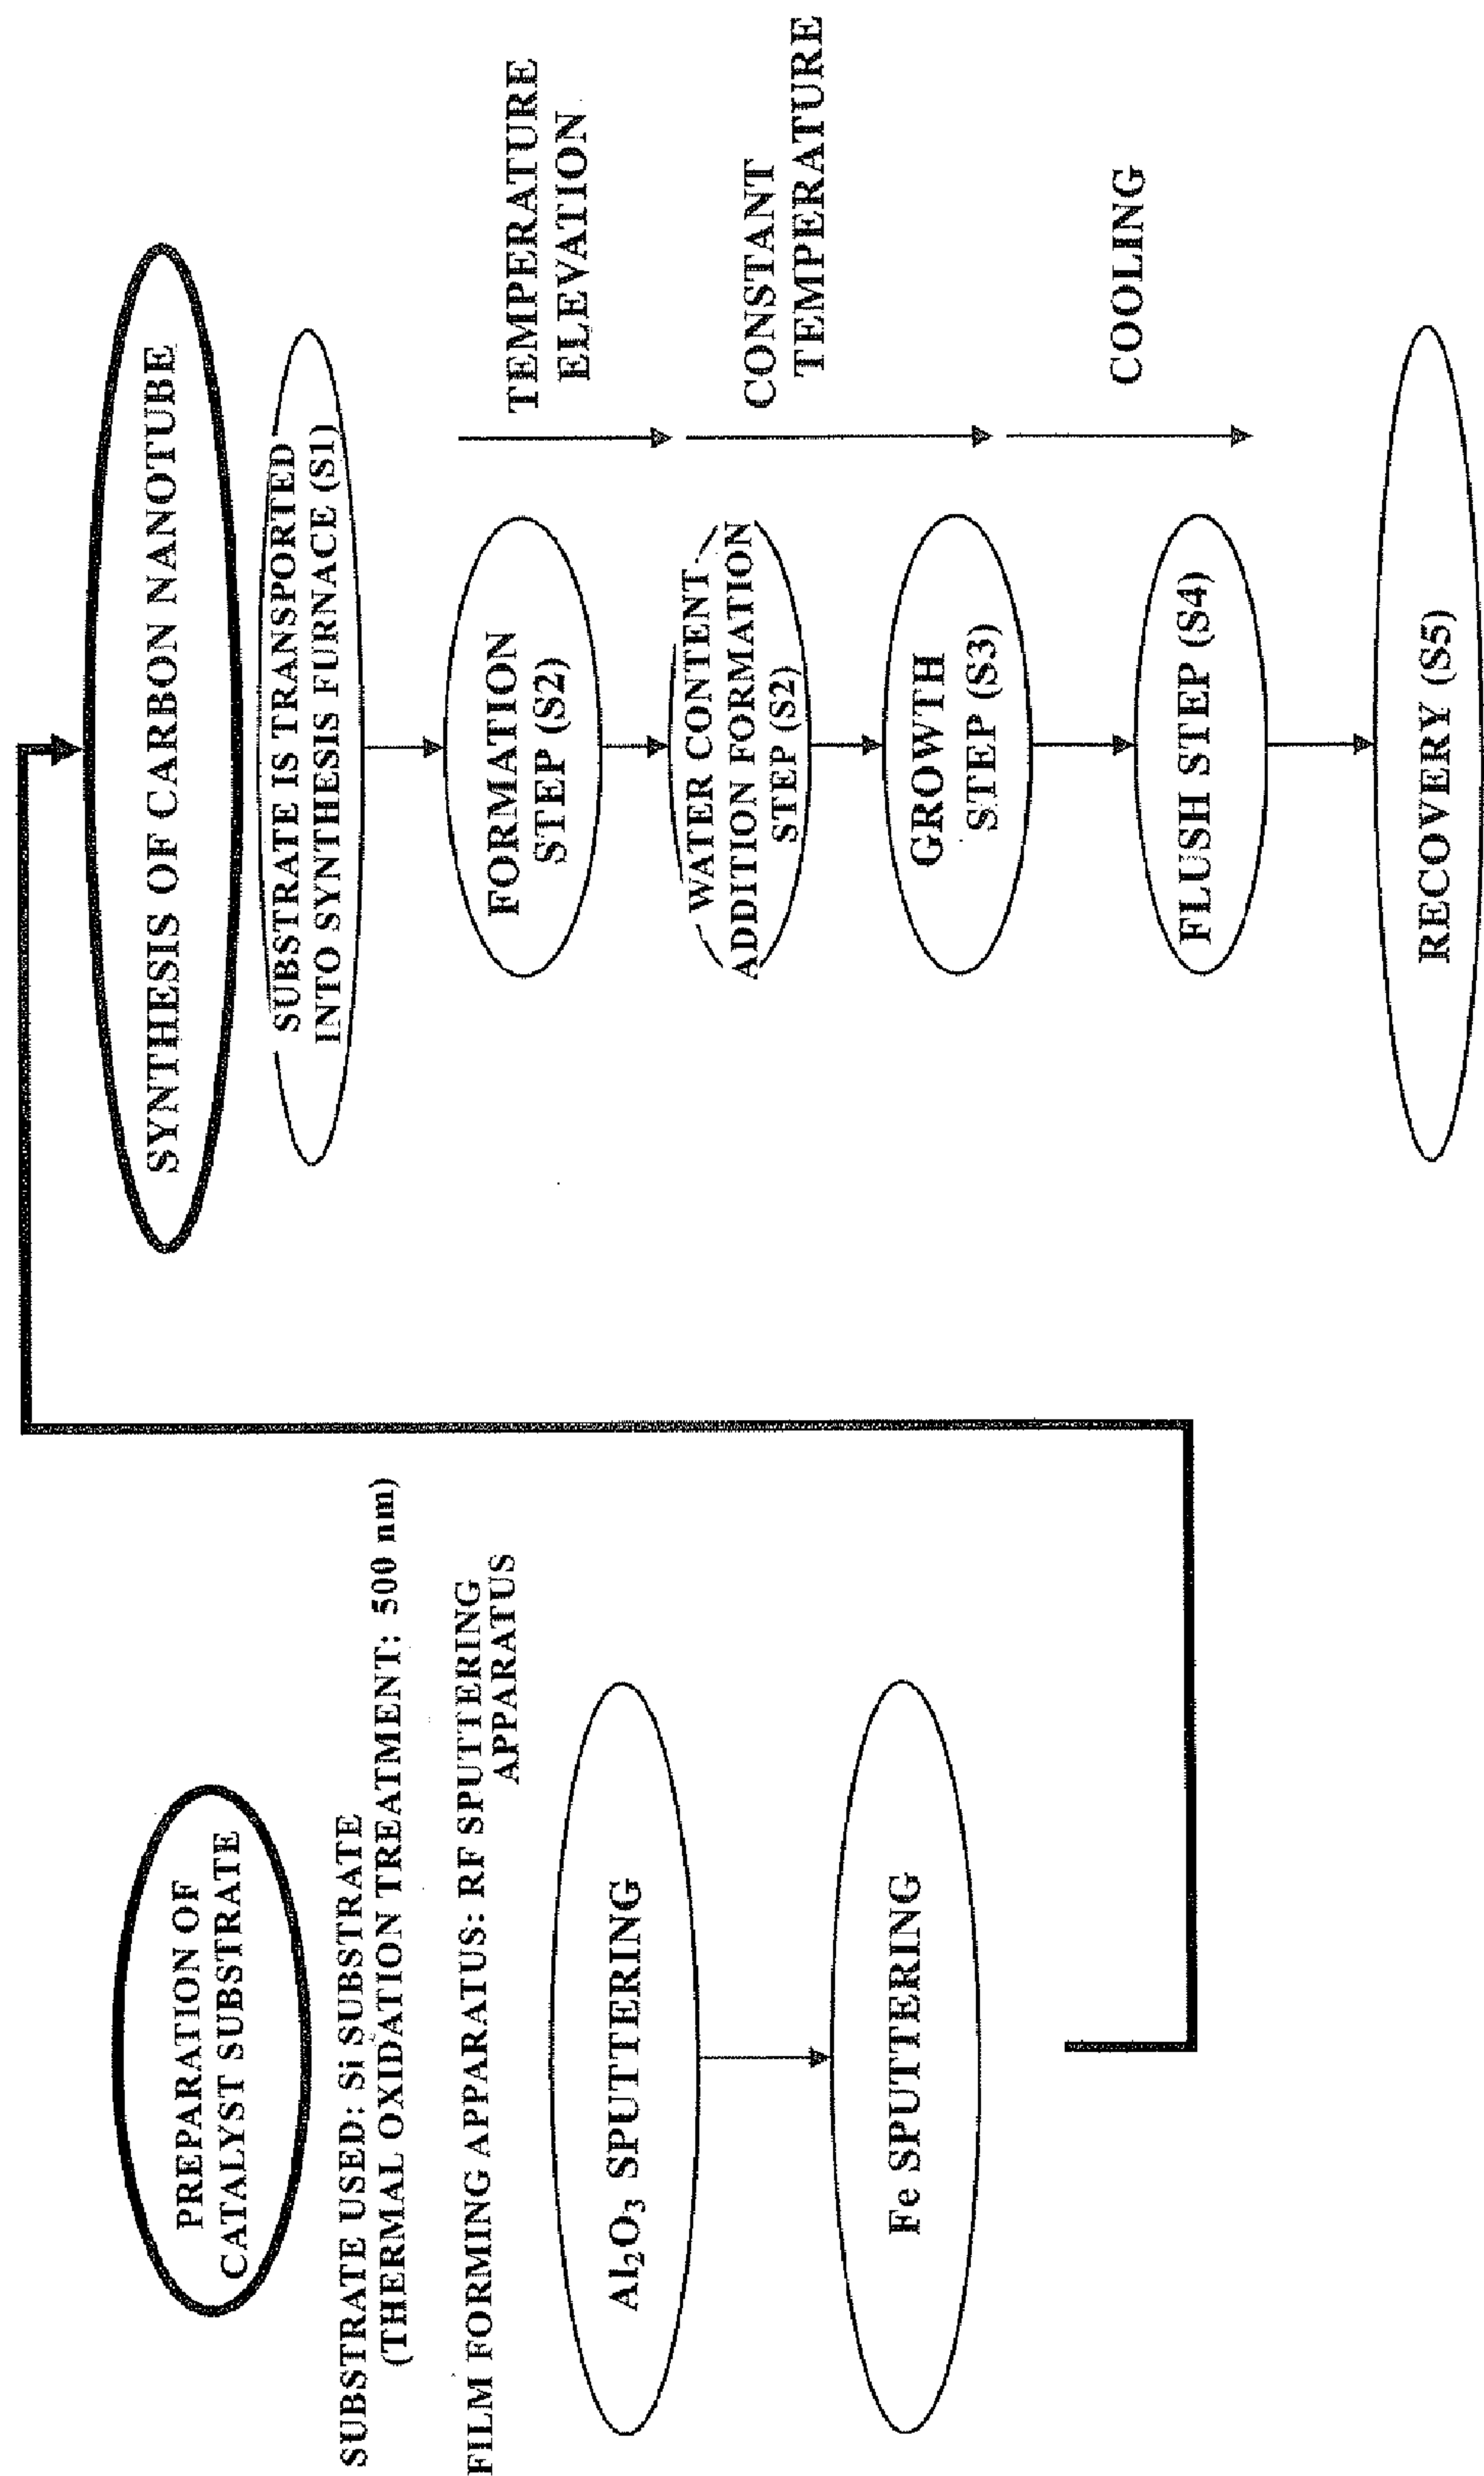 PREPARATION OF
CATALYST SUBSTRATE
SUBSTRATE USED: Si SUBSTRATE
(THERMAL OXIDATION TREATMENT: 500 nm)
FILM FORMING APPARATUS: RF SPUTTERING
APPARATUS
Al₂O₃ SPUTTERING
Fe SPUTTERING
SYNTHESIS OF CARBON NANOTUBE
SUBSTRATE IS TRANSPORTED
INTO SYNTHESIS FURNACE (S1)
FORMATION
STEP (S2)
TEMPERATURE
ELEVATION
WATER CONTENT
ADDITION FORMATION
STEP (S2)
CONSTANT
TEMPERATURE
GROWTH
STEP (S3)
FLUSH STEP (S4)
COOLING
RECOVERY (S5)